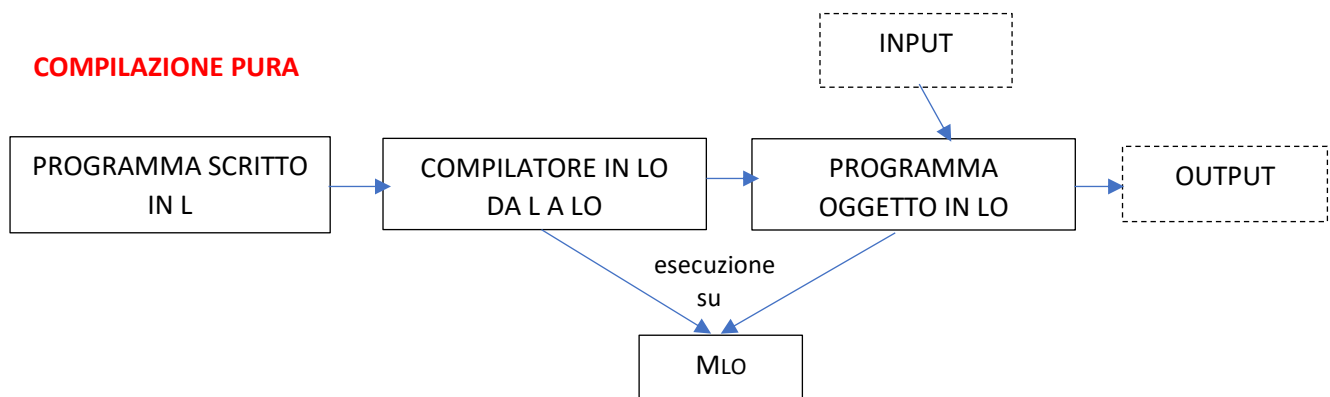 INPUT
COMPILAZIONE PURA
PROGRAMMA SCRITTO
IN L
COMPILATORE IN LO
DA L A LO
PROGRAMMA
OGGETTO IN LO
OUTPUT
esecuzione
su
MLO